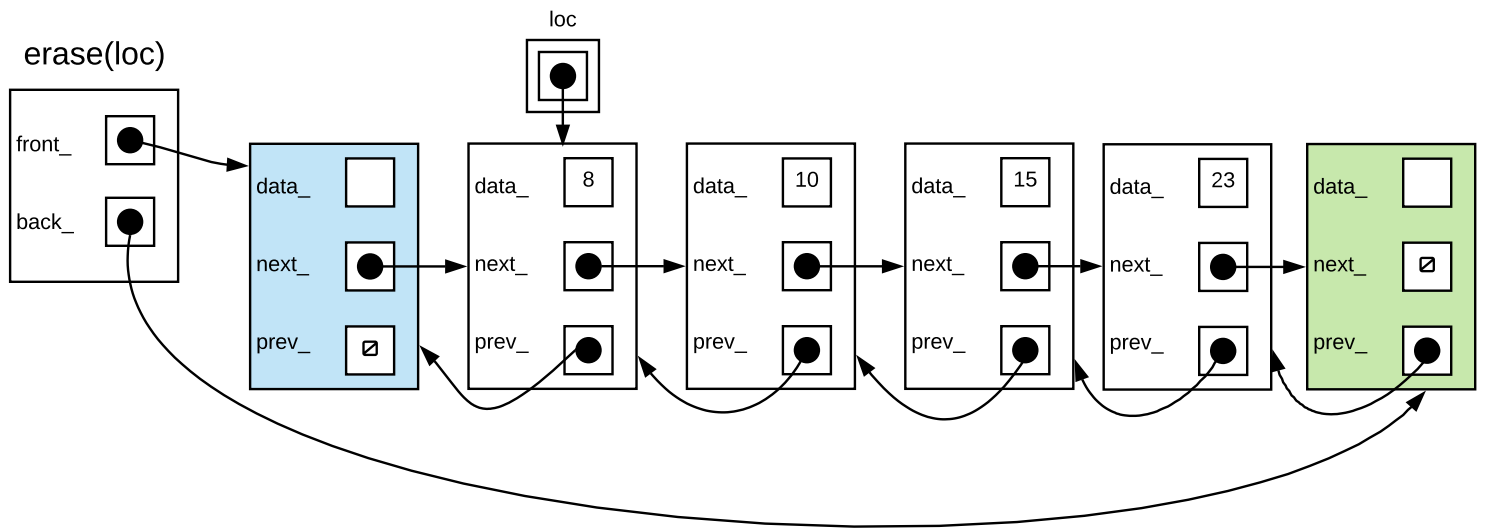 loc
erase(loc)
front_
back_
data_
next_
prev_
data_ 8
next_
prev_
data_ 10
next_
prev_
data_ 15
next_
prev_
data_ 23
next_
prev_
data_
next_
prev_